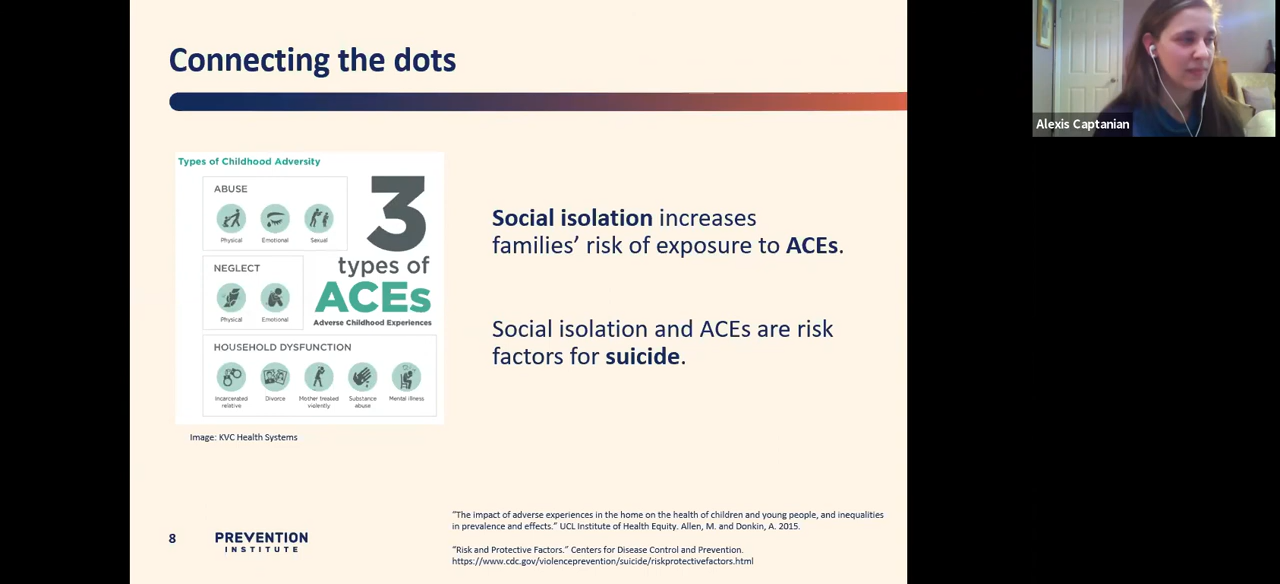 Connecting the dots
Types of Childhood Adversity
ABUSE
Physical
Emotional
Sexual
3
types of
ACEs
Adverse Childhood Experiences
NEGLECT
Physical
Emotional
HOUSEHOLD DYSFUNCTION
Incarcerated
relative
Divorce
Mother treated
violently
Substance
abuse
Mental illness
Image: KVC Health Systems
Social isolation increases
families’ risk of exposure to ACEs.
Social isolation and ACEs are risk
factors for suicide.
“The impact of adverse experiences in the home on the health of children and young people, and inequalities
in prevalence and effects.” UCL Institute of Health Equity. Allen, M. and Donkin, A. 2015.
“Risk and Protective Factors.” Centers for Disease Control and Prevention.
https://www.cdc.gov/violenceprevention/suicide/riskprotectivefactors.html
8
PREVENTION
INSTITUTE
Alexis Captanian